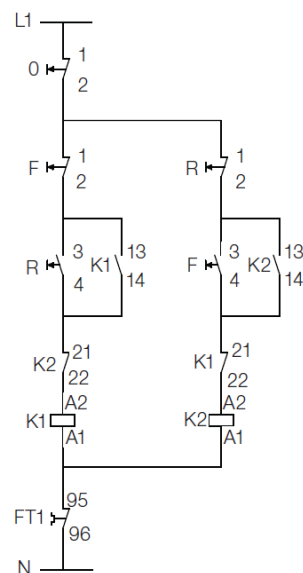 L1
0 1
2
F 1 R 1
2 2
R 3 K1 13 F 3 K2 13
4 14 4 14
K2 21 K1 21
22 22
A2 A2
K1 K2
A1 A1
FT1 95
96
N